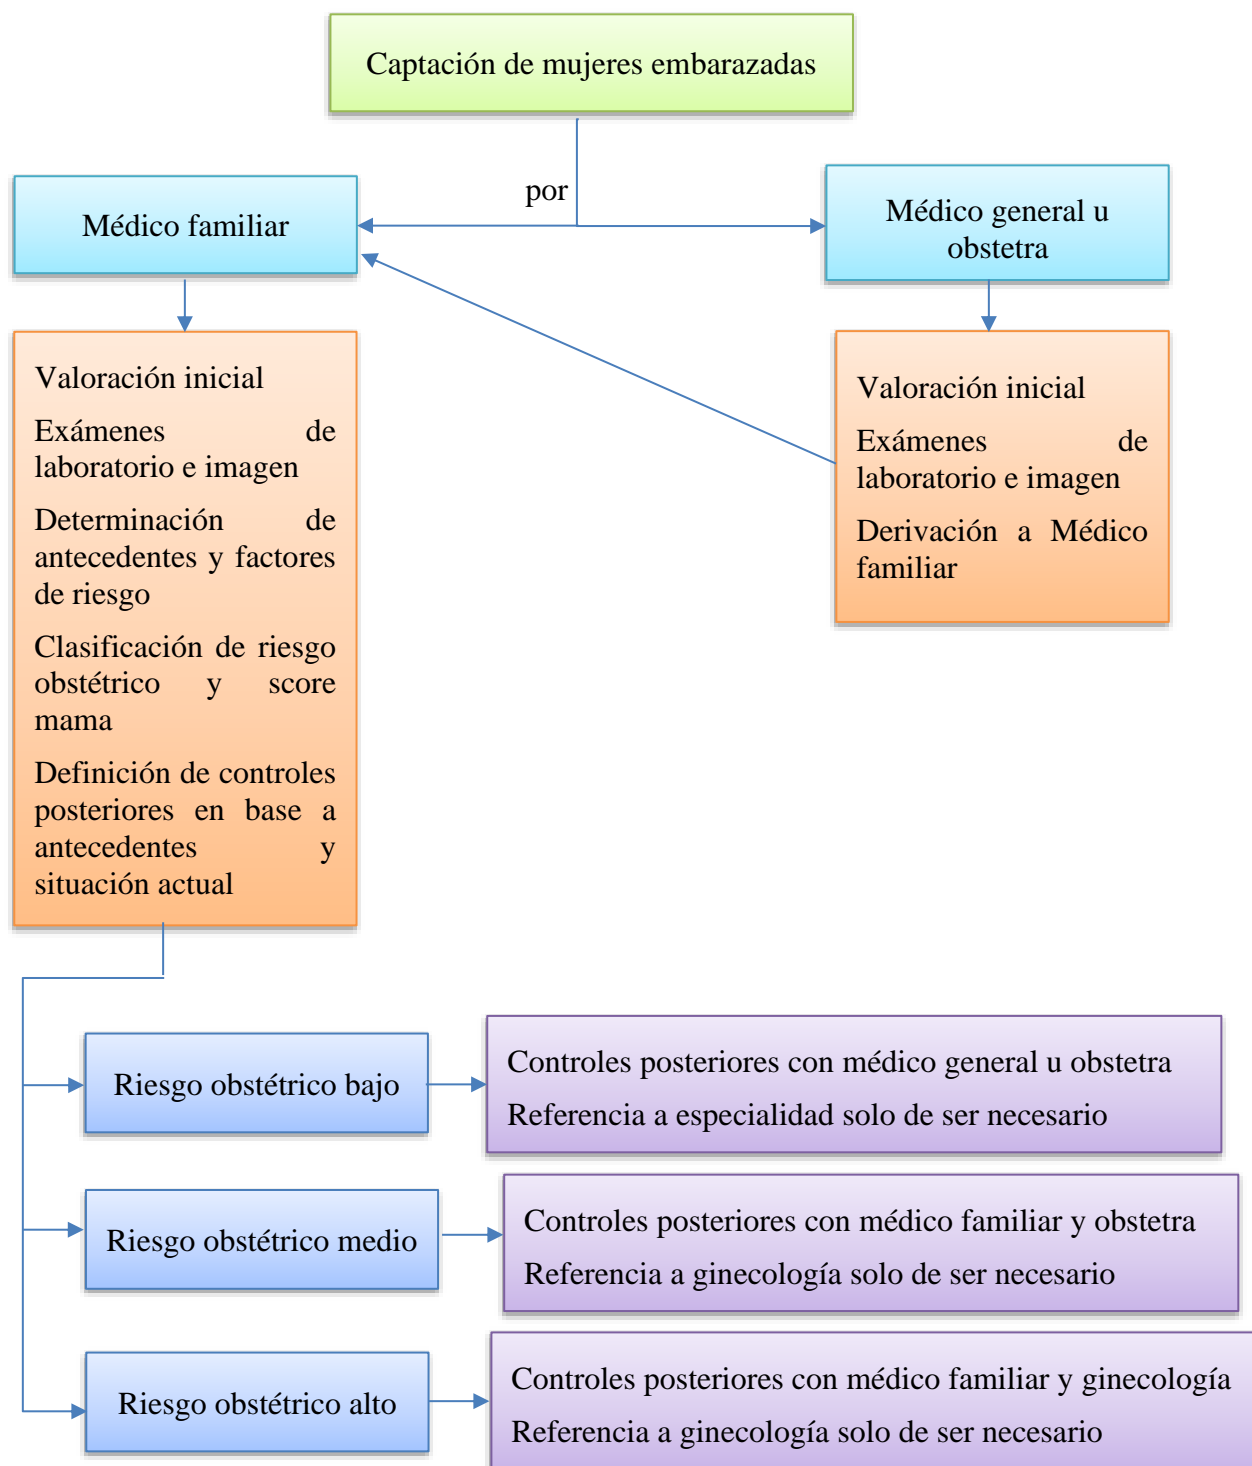 Captación de mujeres embarazadas
por
Médico familiar
Médico general u
obstetra
Valoración inicial
Exámenes de
laboratorio e imagen
Determinación de
antecedentes y factores
de riesgo
Clasificación de riesgo
obstétrico y score
mama
Definición de controles
posteriores en base a
antecedentes y
situación actual
Valoración inicial
Exámenes de
laboratorio e imagen
Derivación a Médico
familiar
Riesgo obstétrico bajo
Controles posteriores con médico general u obstetra
Referencia a especialidad solo de ser necesario
Riesgo obstétrico medio
Controles posteriores con médico familiar y obstetra
Referencia a ginecología solo de ser necesario
Riesgo obstétrico alto
Controles posteriores con médico familiar y ginecología
Referencia a ginecología solo de ser necesario